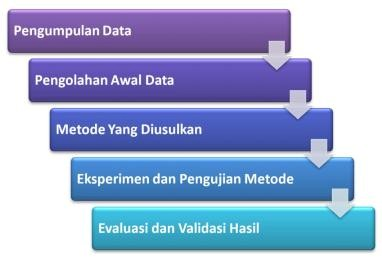 Pengumpulan Data
Pengolahan Awal Data
Metode Yang Diusulkan
Eksperimen dan Pengujian Metode
Evaluasi dan Validasi Hasil